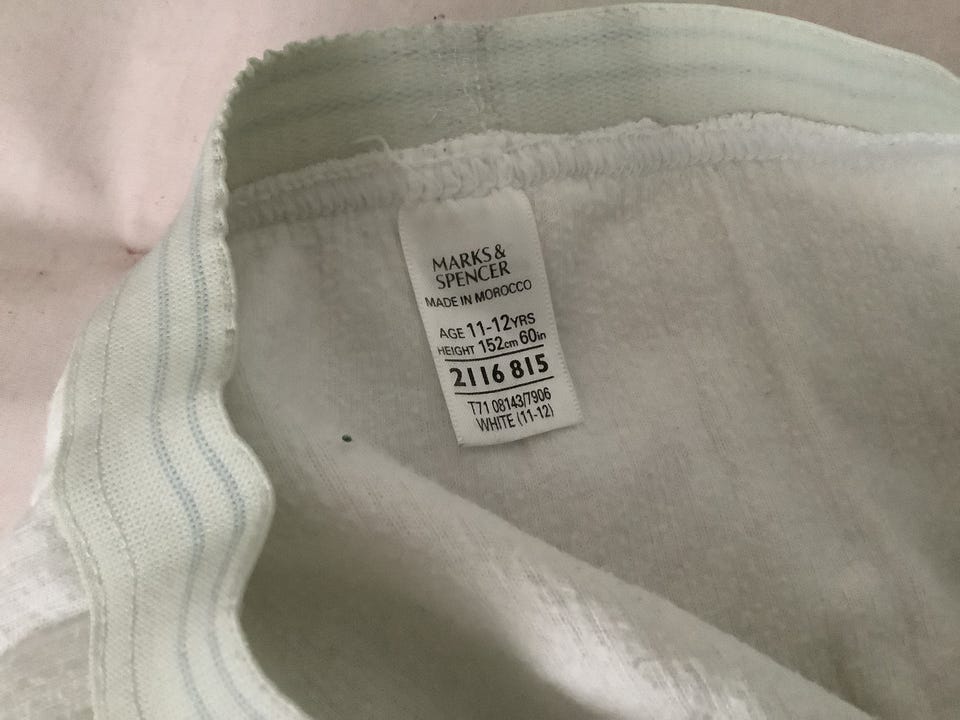 MARKS &
SPENCER
MADE IN MOROCCO
AGE 11-12YRS
HEIGHT 152cm 60in
2116 815
T71 08143/7906
WHITE (11-12)